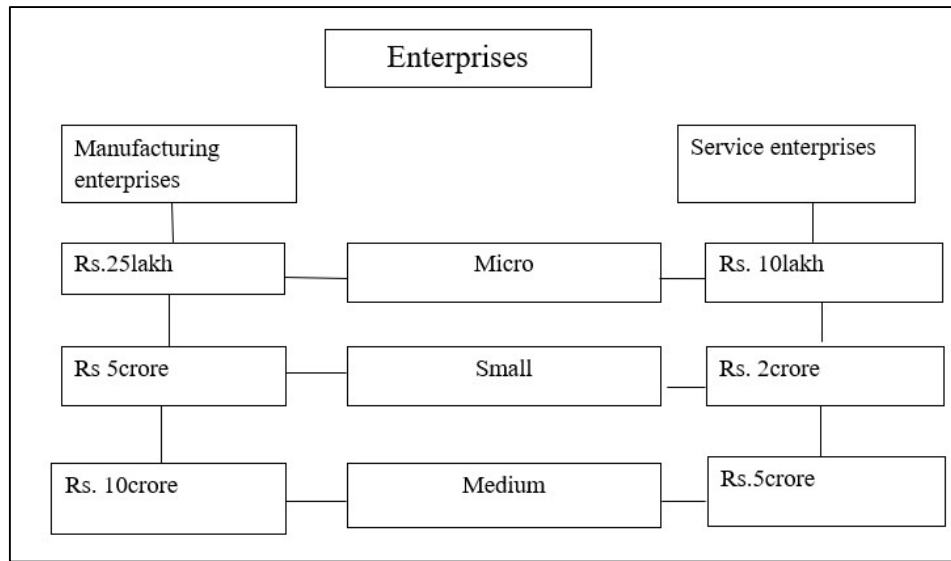 Enterprises
Manufacturing
enterprises
Service enterprises
Rs.25lakh
Micro
Rs. 10lakh
Rs 5crore
Small
Rs. 2crore
Rs. 10crore
Medium
Rs.5crore